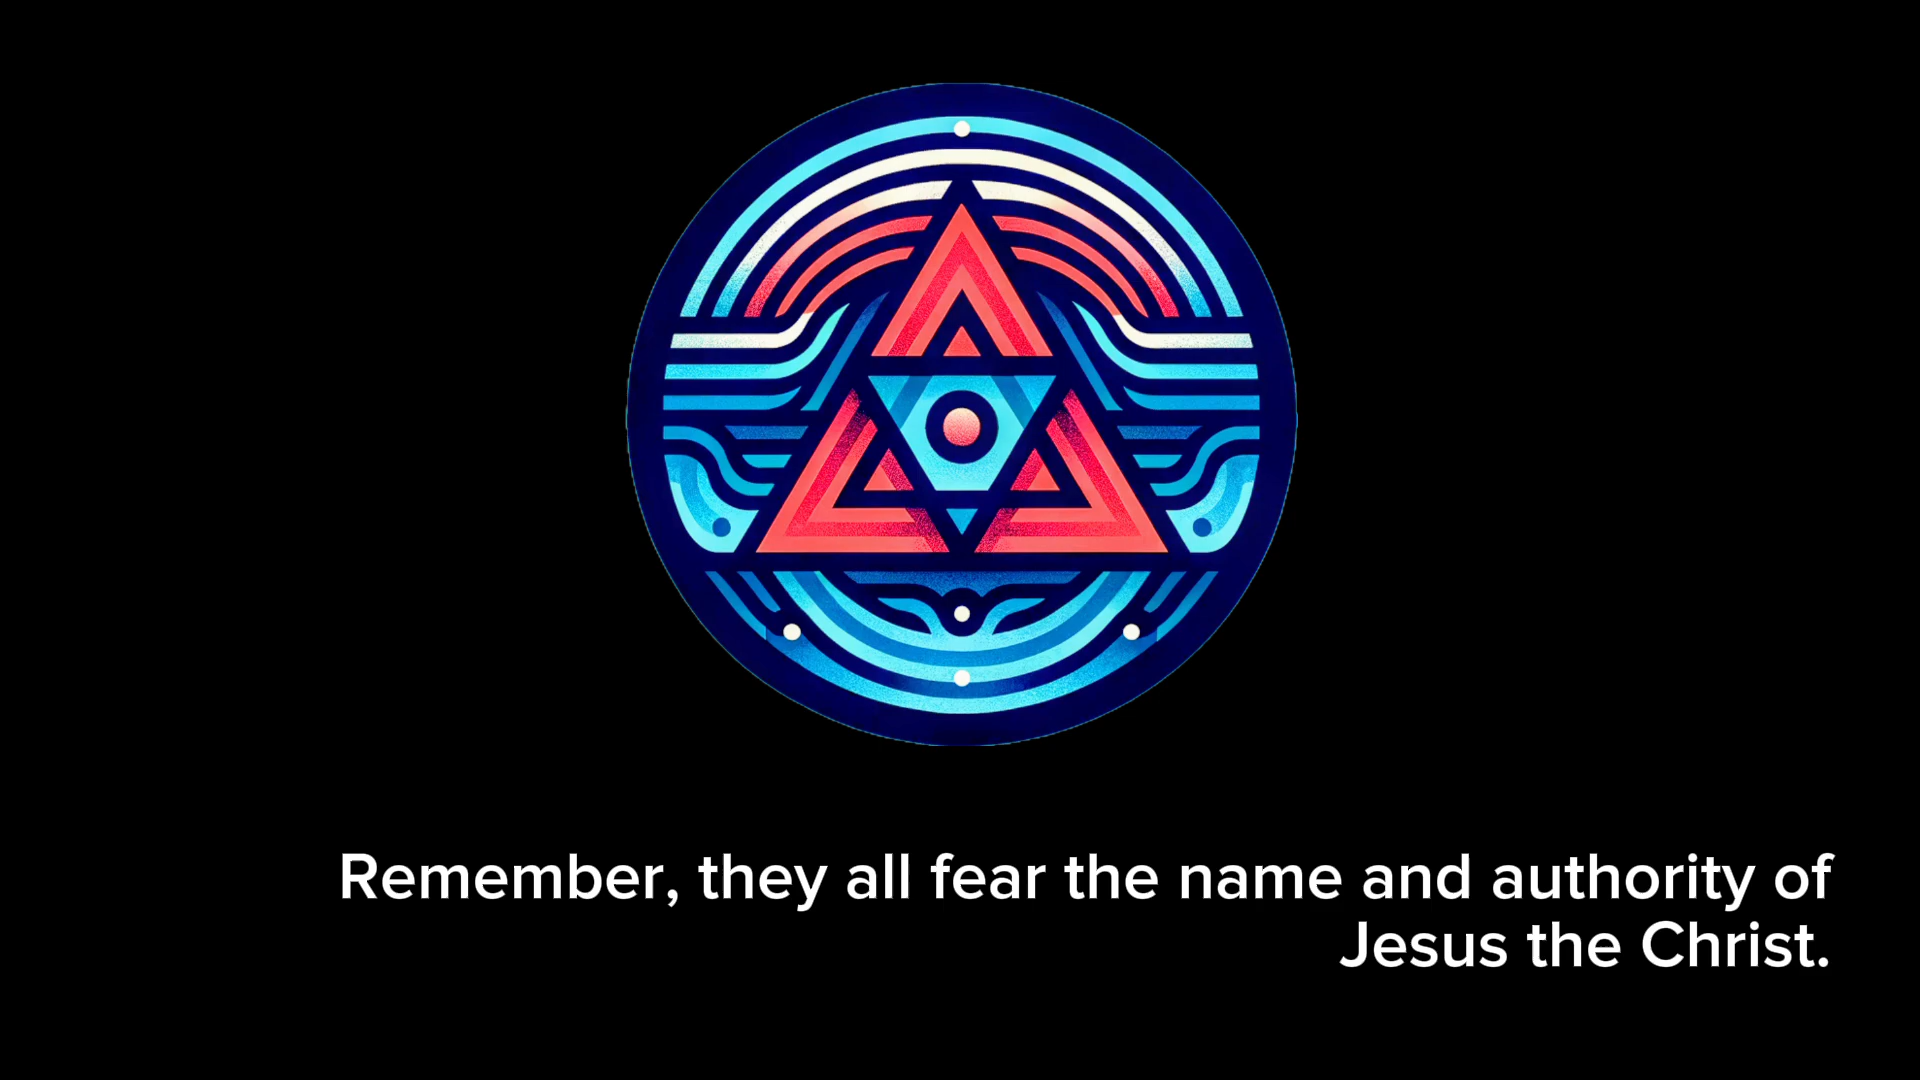 Remember, they all fear the name and authority of
Jesus the Christ.